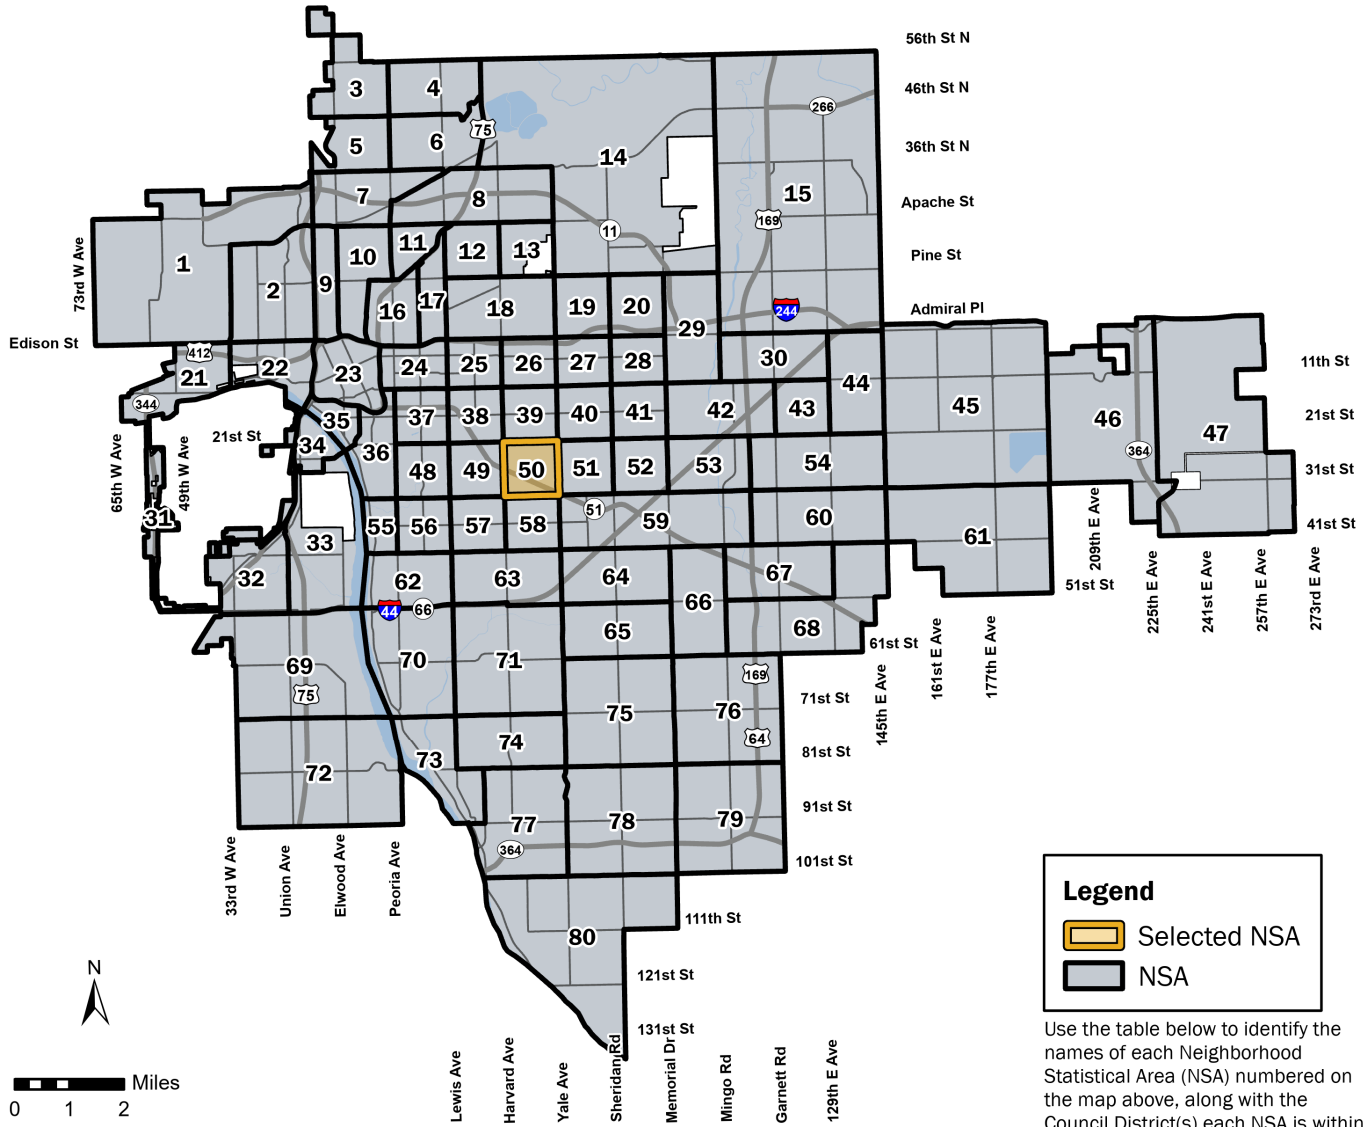 56th St N
3
4
46th St N
266
75
5
6
36th St N
14
7
8
15
Apache St
169
11
73rd W Ave
1
10
11
12
13
Pine St
2
9
16
17
18
19
20
244
Admiral Pl
29
Edison St
412
11th St
21
22
23
24
25
26
27
28
30
44
344
21st St
35
37
38
39
40
41
42
43
45
46
47
21st St
65th W Ave
49th W Ave
34
36
364
48
49
50
51
52
53
54
31st St
31
51
33
55
56
57
58
59
60
61
41st St
32
62
63
64
67
209th E Ave
51st St
225th E Ave
241st E Ave
257th E Ave
273rd E Ave
44
66
66
65
68
61st St
161st E Ave
177th E Ave
69
70
71
169
75
145th E Ave
71st St
75
76
64
74
81st St
72
73
77
78
79
91st St
364
101st St
33rd W Ave
Union Ave
Elwood Ave
Peoria Ave
111th St
80
121st St
131st St
Lewis Ave
Harvard Ave
Yale Ave
Sheridan Rd
Memorial Dr
Mingo Rd
Garnett Rd
129th E Ave
N
Miles
0 1 2
Legend
Selected NSA
NSA
Use the table below to identify the
names of each Neighborhood
Statistical Area (NSA) numbered on
the map above, along with the
Council District(s) each NSA is within